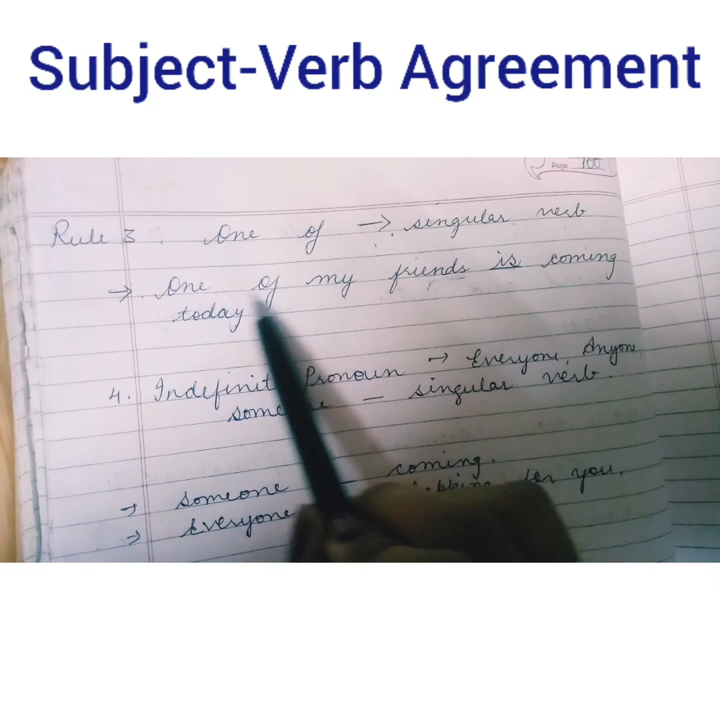 Subject-Verb Agreement
Page 100
Rule 3. One of → singular verb
→ One of my friends is coming
today
4. Indefinit Pronoun → Everyone, Anyone
singular verb.
→ someone coming.
→ Everyone for you.